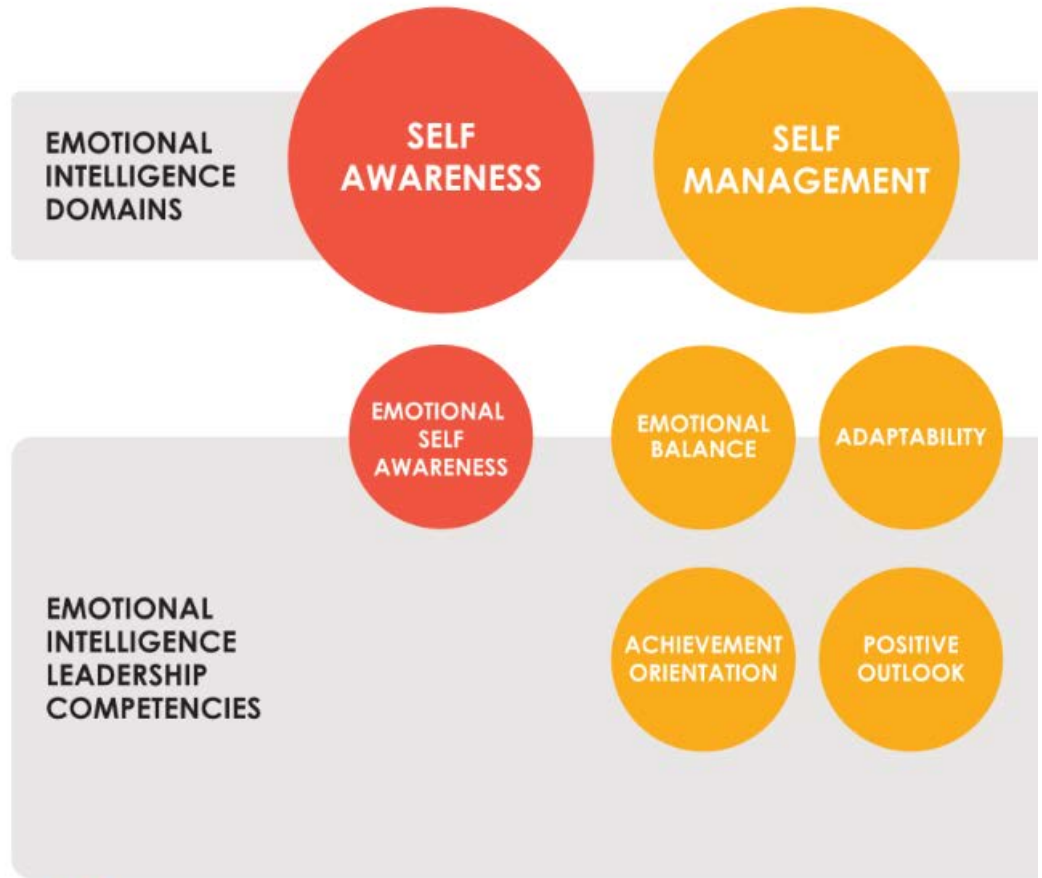 EMOTIONAL
INTELLIGENCE
DOMAINS
SELF
AWARENESS
SELF
MANAGEMENT
EMOTIONAL
INTELLIGENCE
LEADERSHIP
COMPETENCIES
EMOTIONAL
SELF
AWARENESS
EMOTIONAL
BALANCE
ADAPTABILITY
ACHIEVEMENT
ORIENTATION
POSITIVE
OUTLOOK